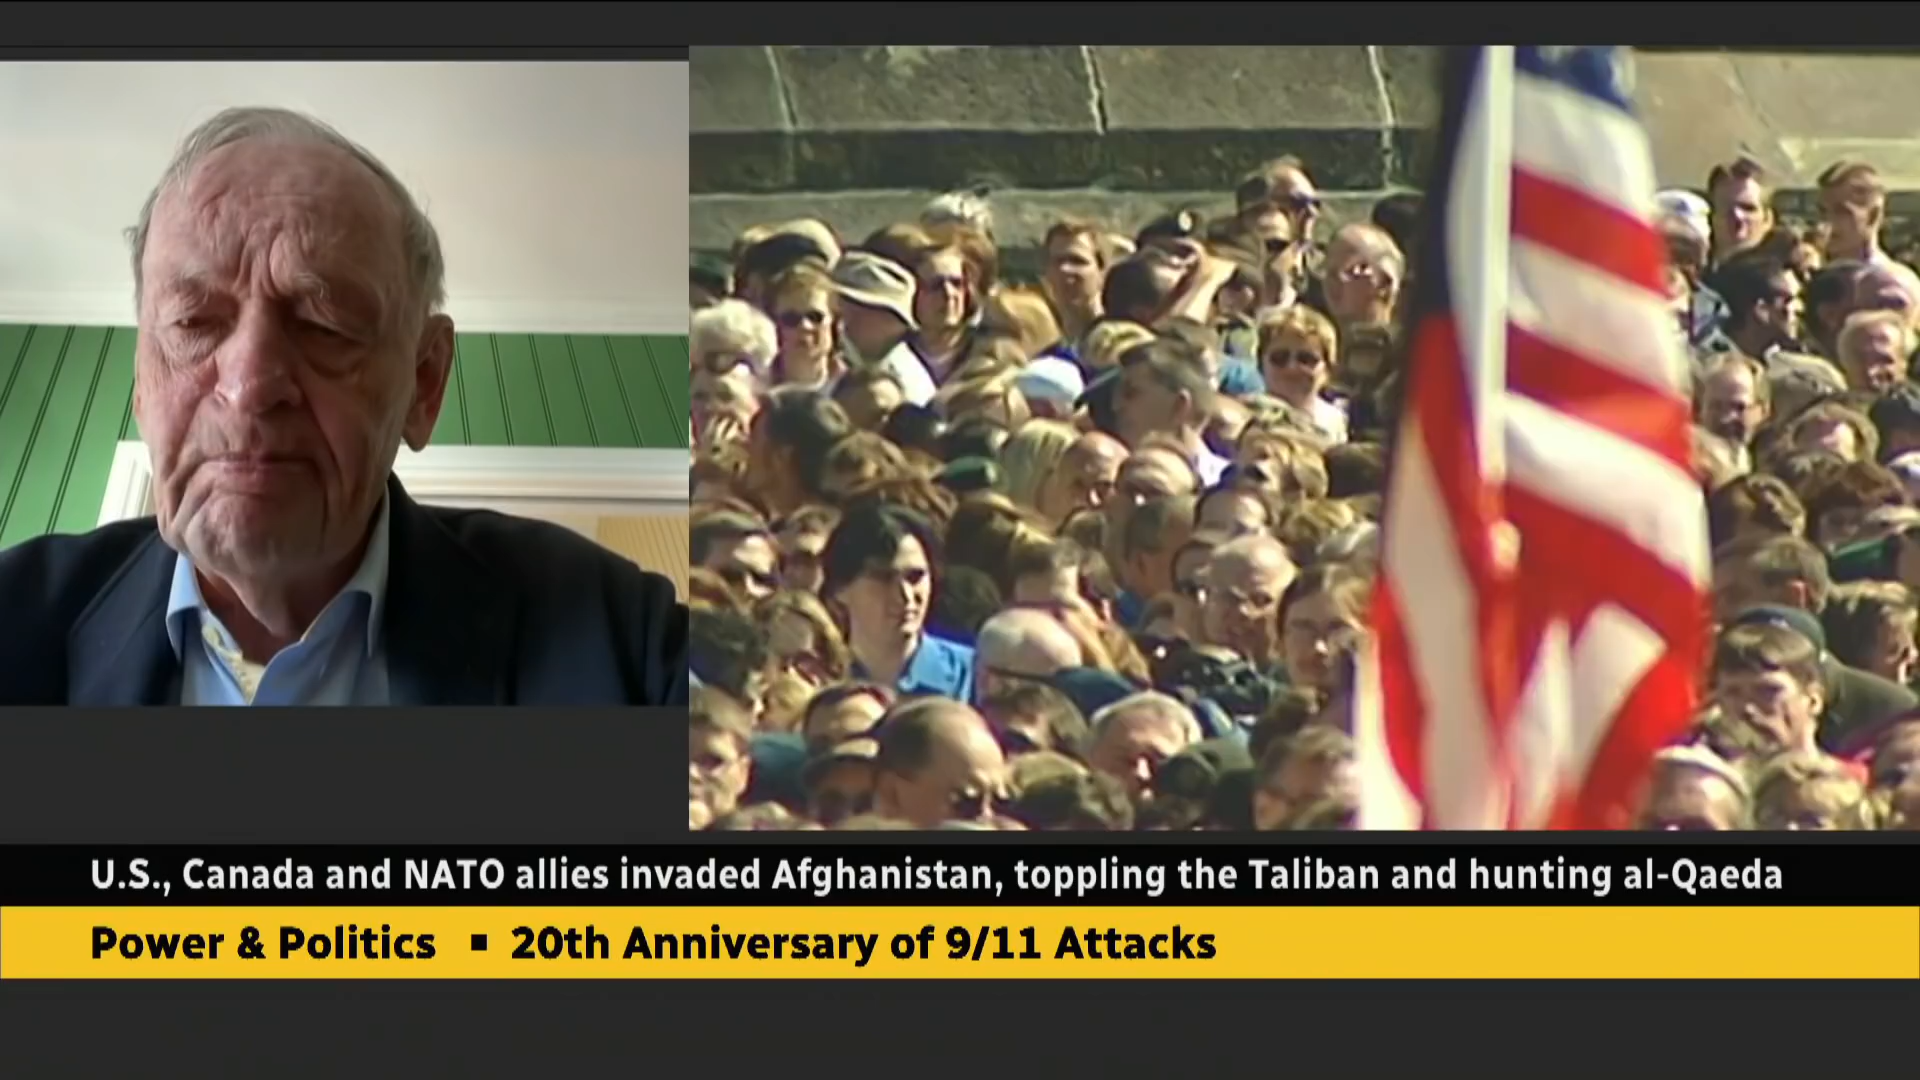 U.S., Canada and NATO allies invaded Afghanistan, toppling the Taliban and hunting al-Qaeda
Power & Politics ▪ 20th Anniversary of 9/11 Attacks